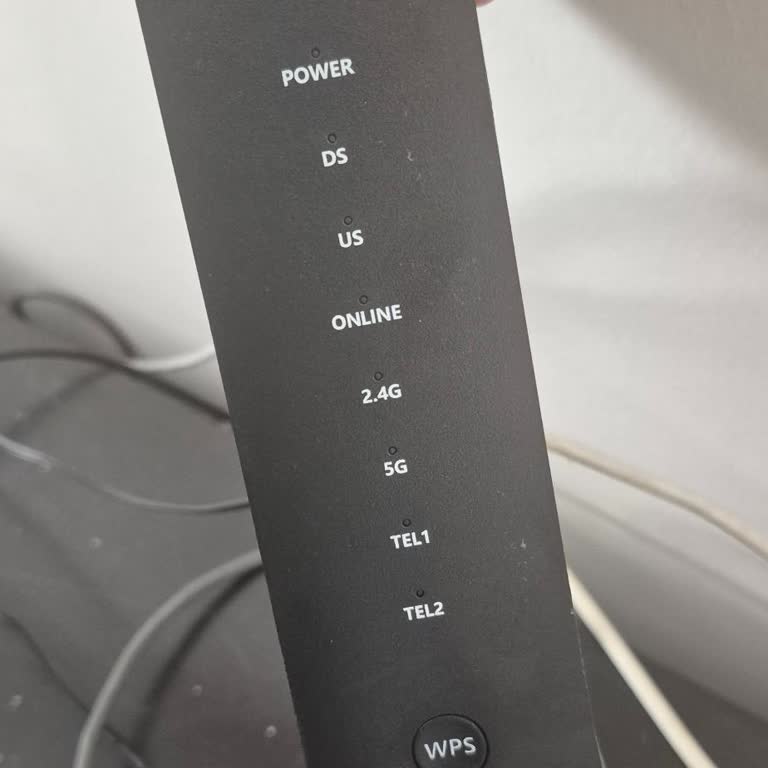 POWER
DS
US
ONLINE
2.4G
5G
TEL1
TEL2
WPS